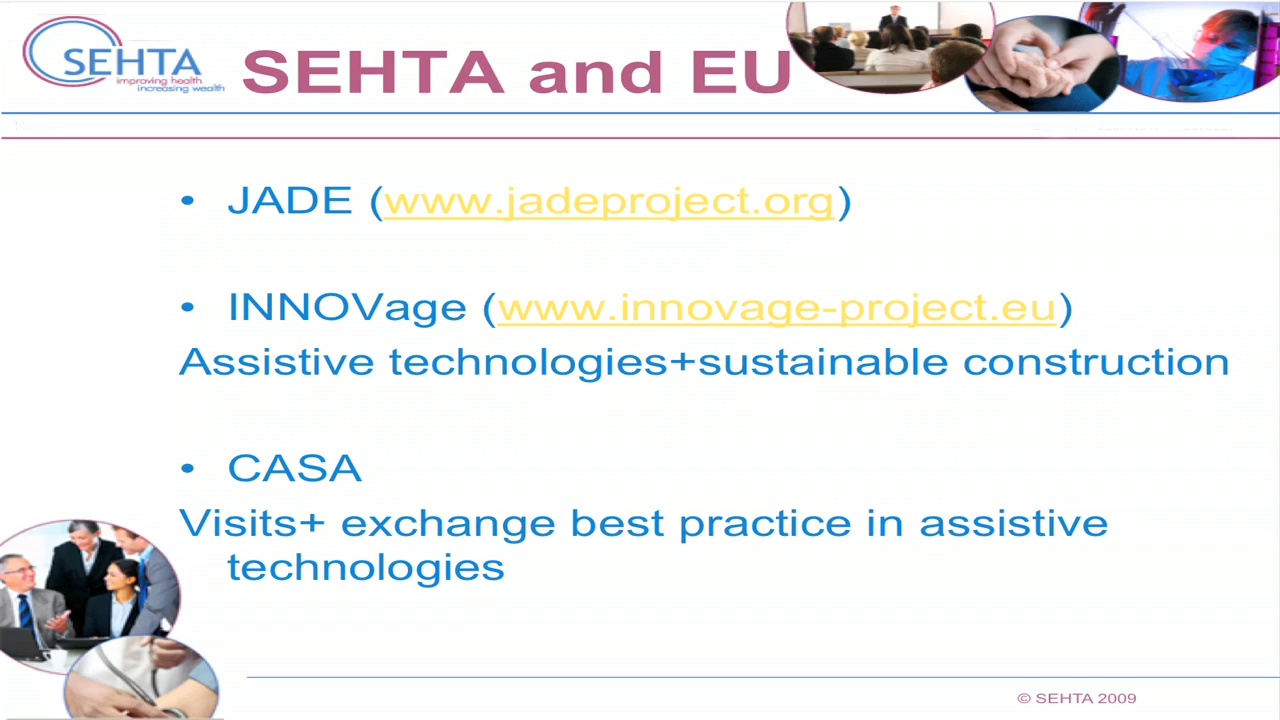 SEHTA
improving health
increasing wealth
SEHTA and EU
• JADE (www.jadeproject.org)
• INNOVage (www.innovage-project.eu)
Assistive technologies+sustainable construction
• CASA
Visits+ exchange best practice in assistive
technologies
© SEHTA 2009